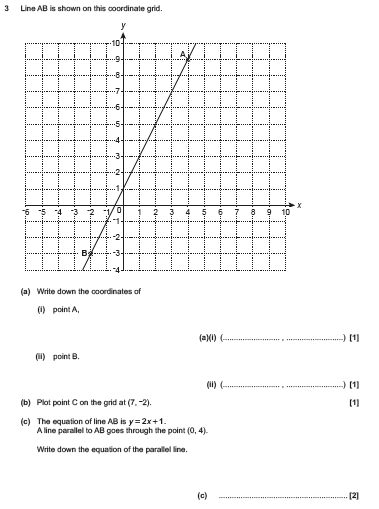 3 Line AB is shown on this coordinate grid.
y
10
A
9
8
7
6
5
4
3
2
1
-6 -5 -4 -3 -2 -1 0 1 2 3 4 5 6 7 8 9 10 x
-1
-2
B -3
-4
(a) Write down the coordinates of
(i) point A,
(a)(i) (........................ , ........................) [1]
(ii) point B.
(ii) (........................ , ........................) [1]
(b) Plot point C on the grid at (7, ⁻2). [1]
(c) The equation of line AB is y = 2x + 1.
A line parallel to AB goes through the point (0, 4).
Write down the equation of the parallel line.
(c) ........................................................ [2]